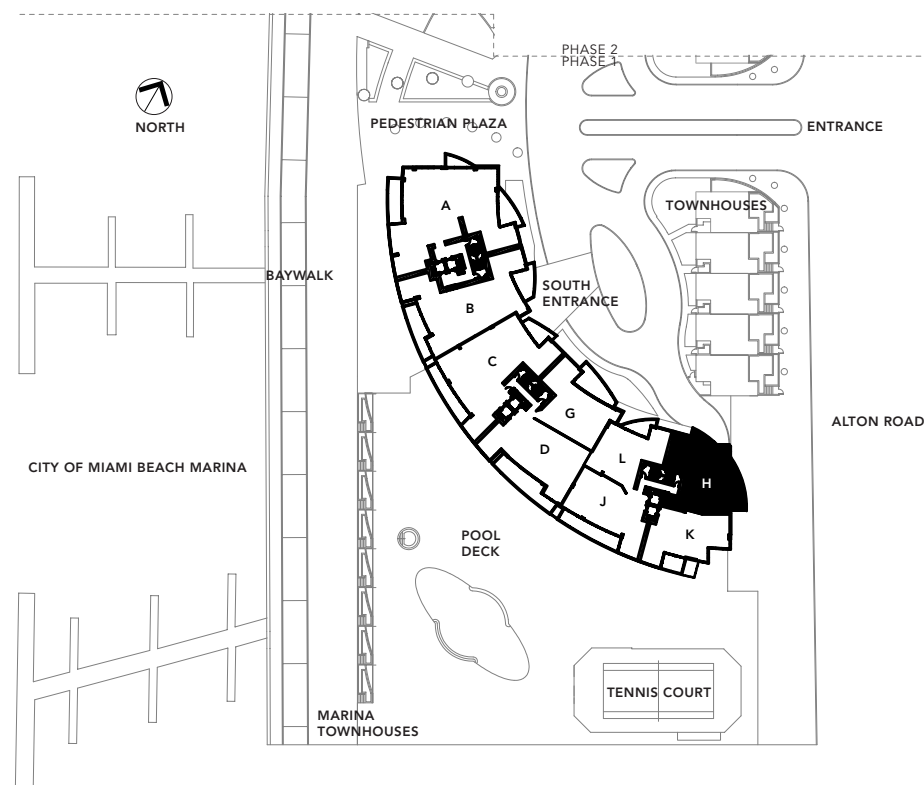 PHASE 2
PHASE 1
NORTH
PEDESTRIAN PLAZA
ENTRANCE
A
TOWNHOUSES
BAYWALK
SOUTH
ENTRANCE
B
C
G
ALTON ROAD
D
L
CITY OF MIAMI BEACH MARINA
H
J
K
POOL
DECK
TENNIS COURT
MARINA
TOWNHOUSES